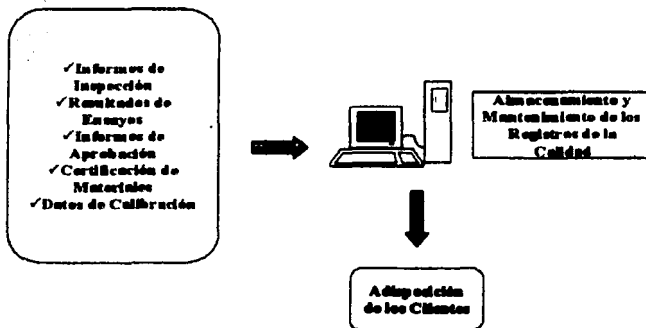 ✓Informes de
Inspección
✓Resultados de
Ensayos
✓Informes de
Aprobación
✓Certificación de
Materiales
✓Datos de Calibración
Almacenamiento y
Mantenimiento de los
Registros de la
Calidad
A disposición
de los Clientes